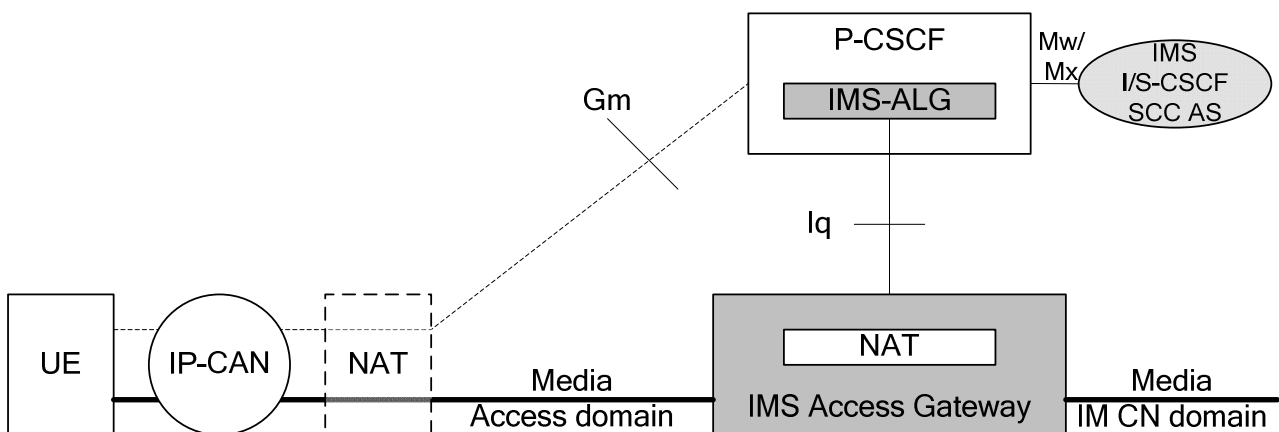 P-CSCF
IMS-ALG
Mw/
Mx
IMS
I/S-CSCF
SCC AS
Gm
Iq
UE
IP-CAN
NAT
Media
Access domain
NAT
IMS Access Gateway
Media
IM CN domain